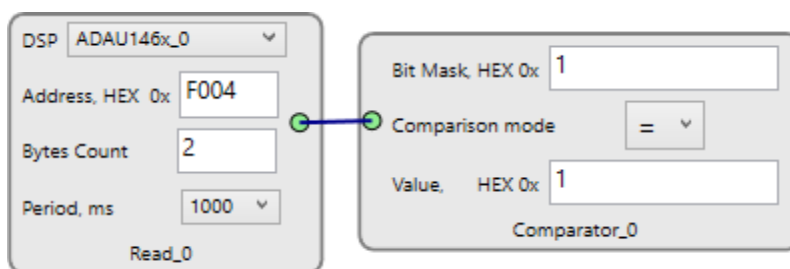 DSP ADAU146x_0
Address, HEX 0x F004
Bytes Count 2
Period, ms 1000
Read_0
Bit Mask, HEX 0x 1
Comparison mode =
Value, HEX 0x 1
Comparator_0